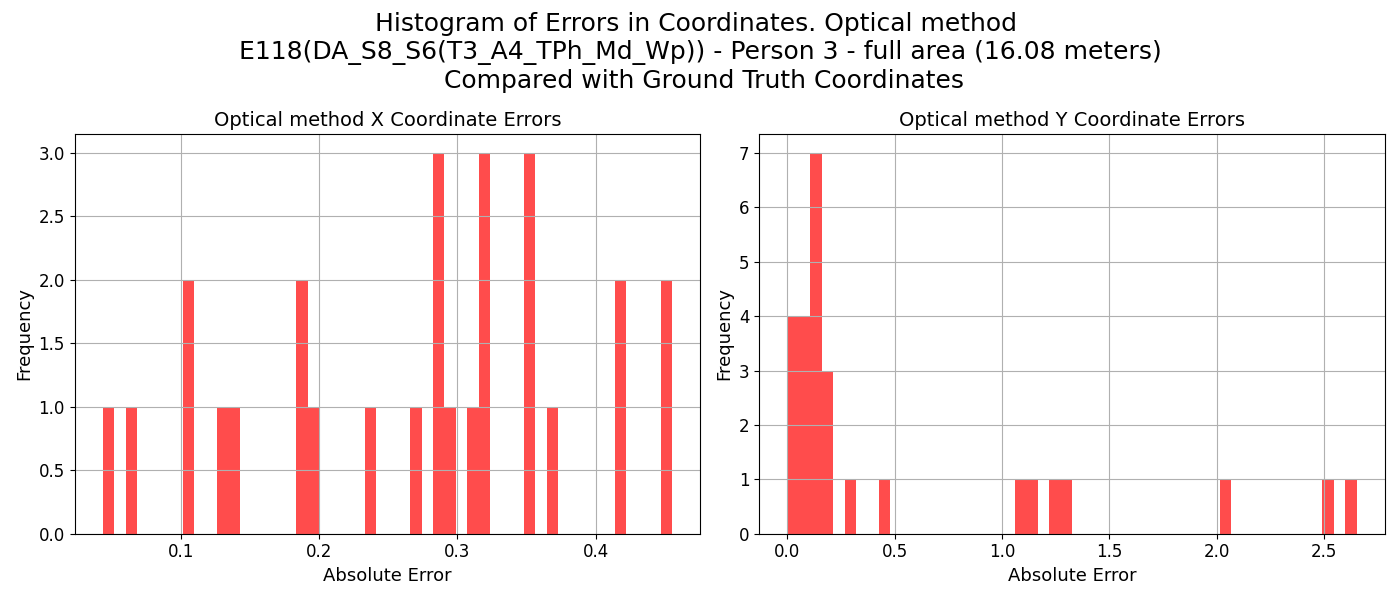 Histogram of Errors in Coordinates. Optical method
E118(DA_S8_S6(T3_A4_TPh_Md_Wp)) - Person 3 - full area (16.08 meters)
Compared with Ground Truth Coordinates
Optical method X Coordinate Errors
3.0
2.5
2.0
1.5
1.0
0.5
0.0
Frequency
0.1 0.2 0.3 0.4
Absolute Error
Optical method Y Coordinate Errors
7
6
5
4
3
2
1
0
Frequency
0.0 0.5 1.0 1.5 2.0 2.5
Absolute Error